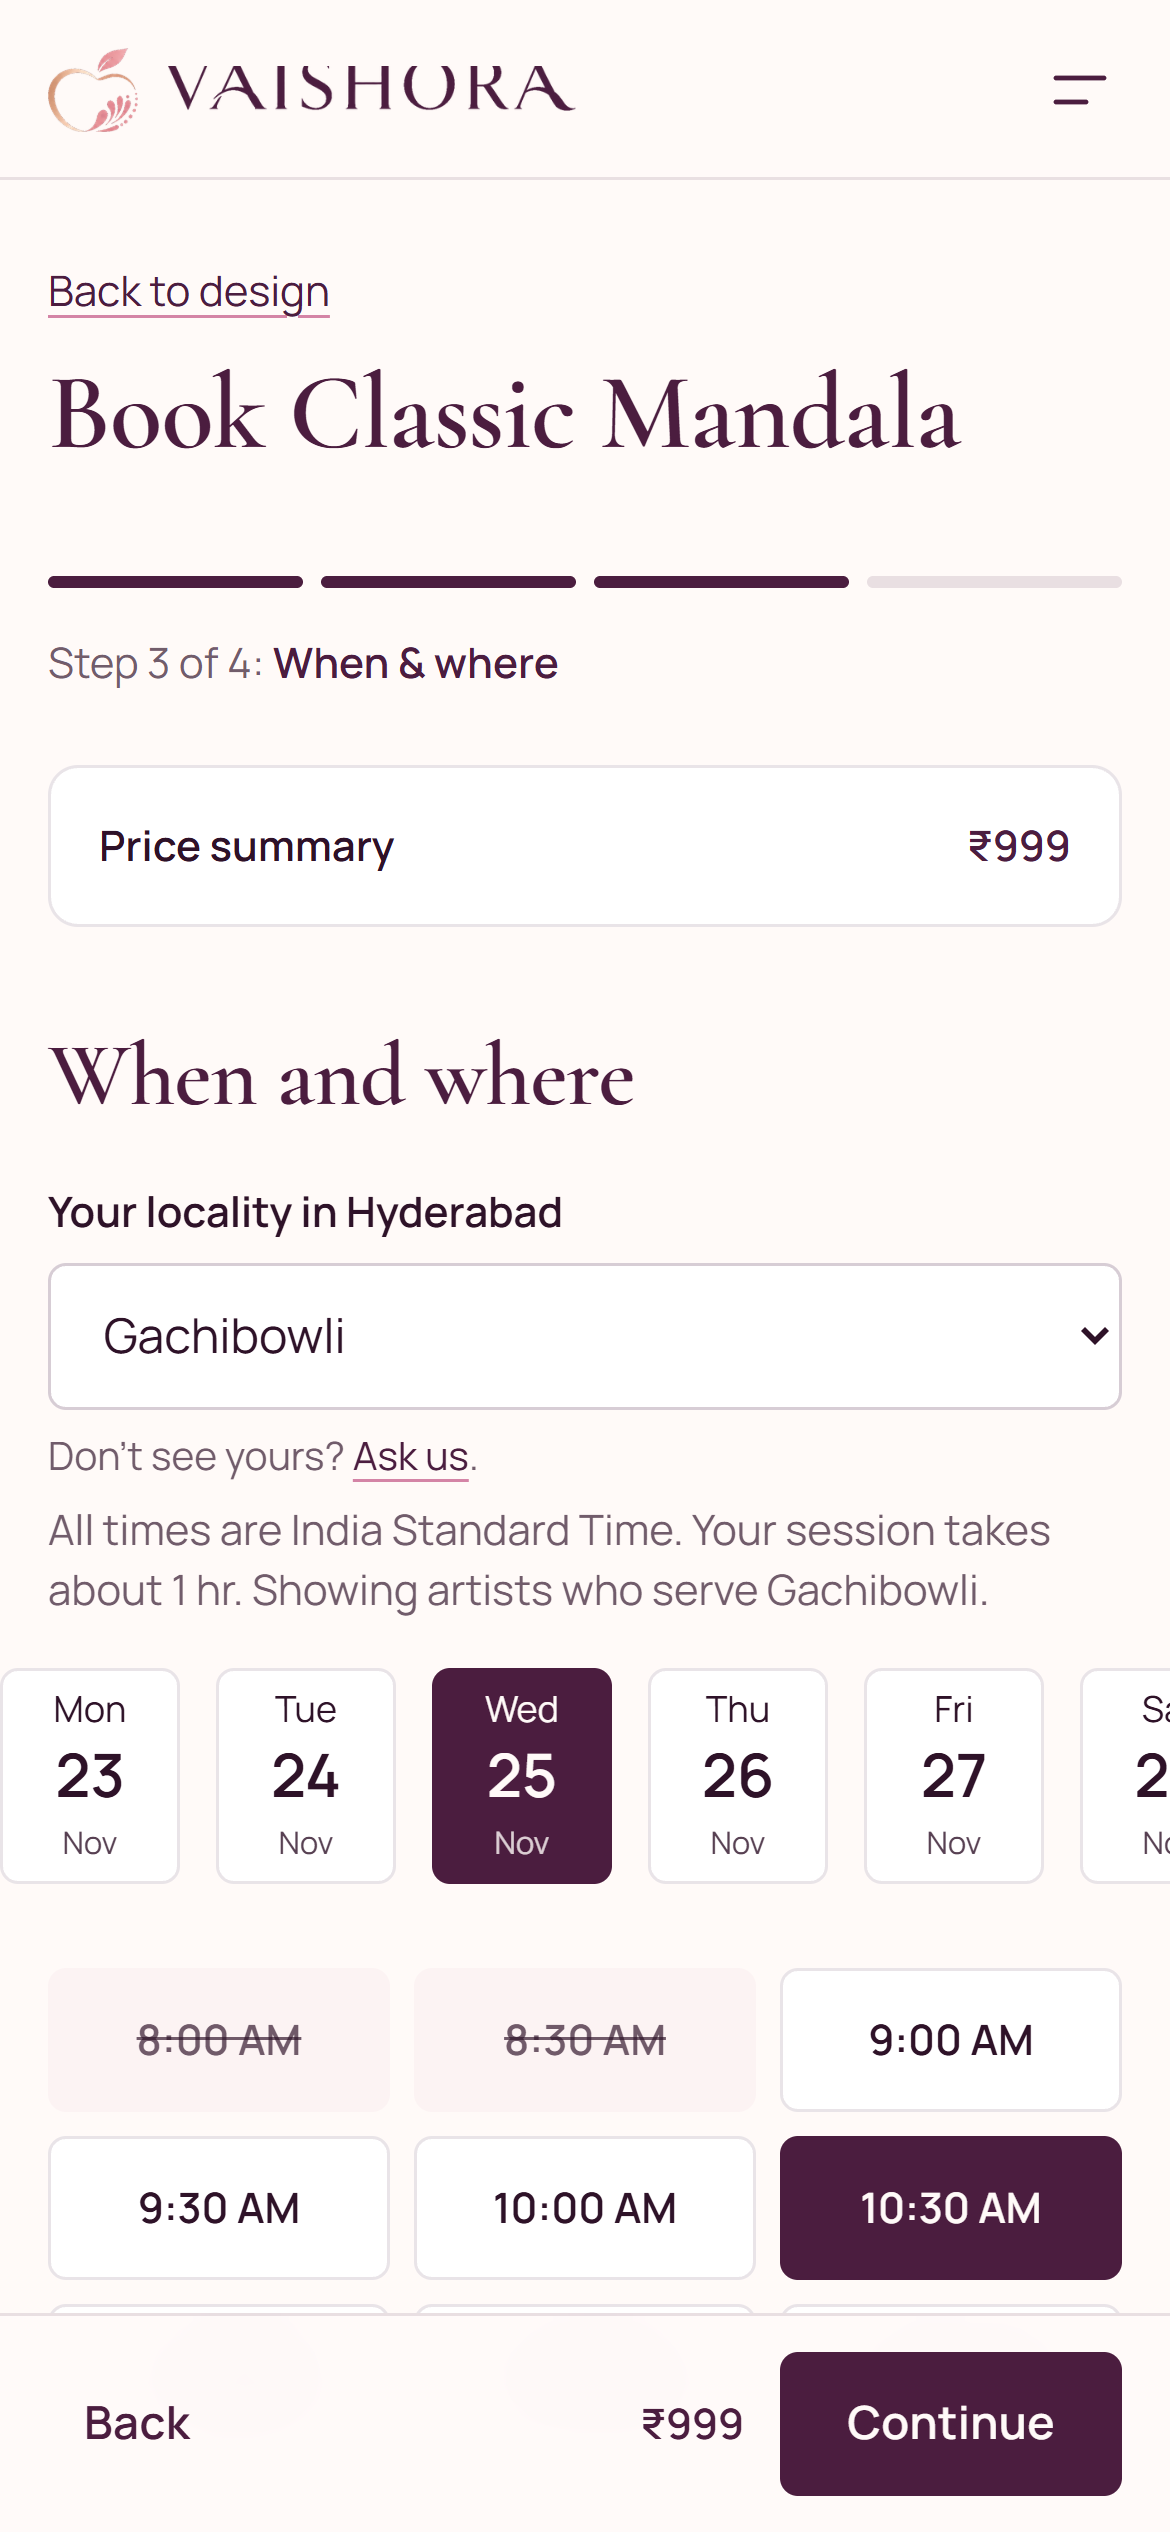 VAISHORA
Back to design
Book Classic Mandala
Step 3 of 4: When & where
Price summary ₹999
When and where
Your locality in Hyderabad
Gachibowli
Don't see yours? Ask us.
All times are India Standard Time. Your session takes
about 1 hr. Showing artists who serve Gachibowli.
Mon Tue Wed Thu Fri
23 24 25 26 27
Nov Nov Nov Nov Nov
8:00 AM 8:30 AM 9:00 AM
9:30 AM 10:00 AM 10:30 AM
Back ₹999 Continue